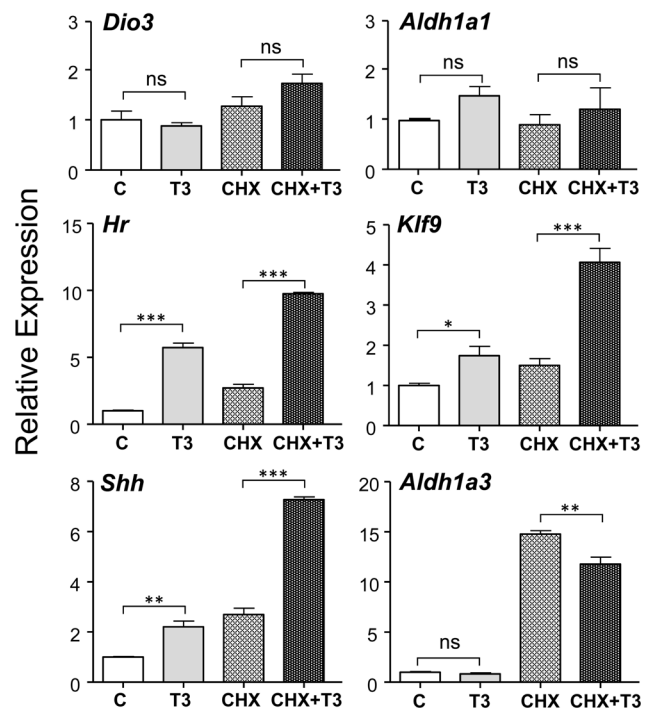 Relative Expression
Dio3
3
2
1
0
ns
ns
C T3 CHX CHX+T3
Aldh1a1
3
2
1
0
ns
ns
C T3 CHX CHX+T3
Hr
15
10
5
0
***
***
C T3 CHX CHX+T3
Klf9
5
4
3
2
1
0
*
***
C T3 CHX CHX+T3
Shh
8
6
4
2
0
**
***
C T3 CHX CHX+T3
Aldh1a3
20
15
10
5
0
ns
**
C T3 CHX CHX+T3